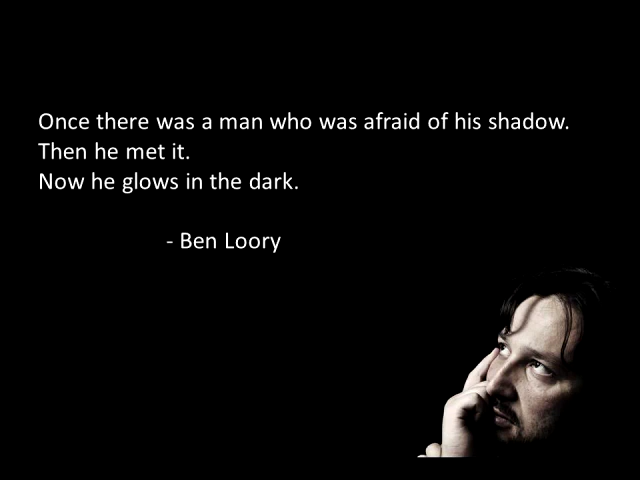 Once there was a man who was afraid of his shadow.
Then he met it.
Now he glows in the dark.
- Ben Loory